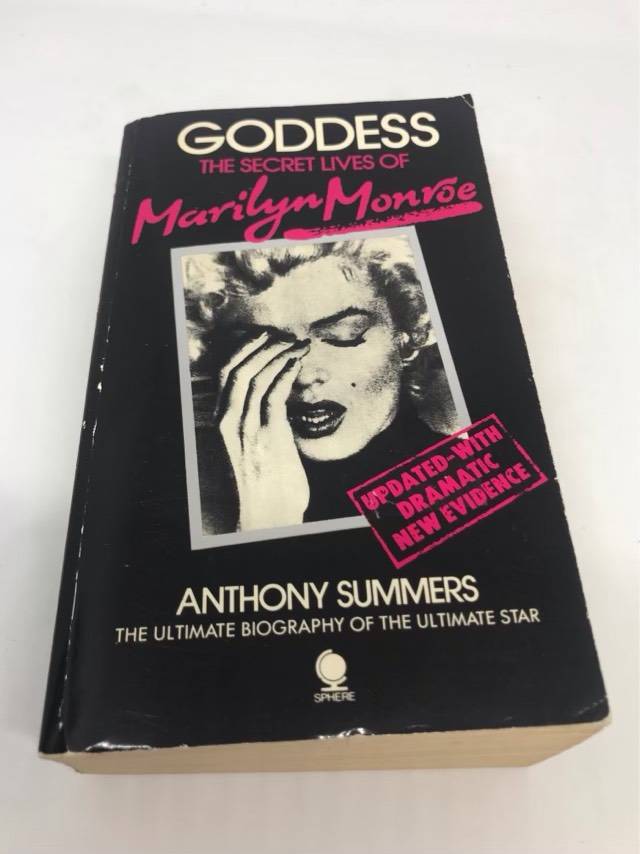 GODDESS
THE SECRET LIVES OF
Marilyn Monroe
UPDATED-WITH
DRAMATIC
NEW EVIDENCE
ANTHONY SUMMERS
THE ULTIMATE BIOGRAPHY OF THE ULTIMATE STAR
SPHERE